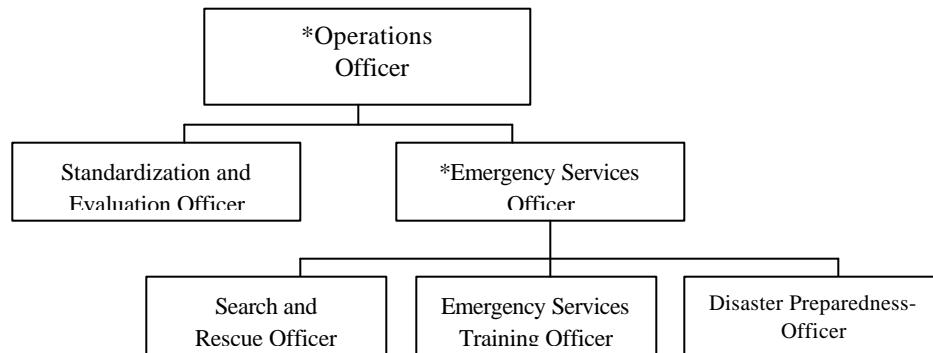 *Operations
Officer
Standardization and
Evaluation Officer
*Emergency Services
Officer
Search and
Rescue Officer
Emergency Services
Training Officer
Disaster Preparedness-
Officer